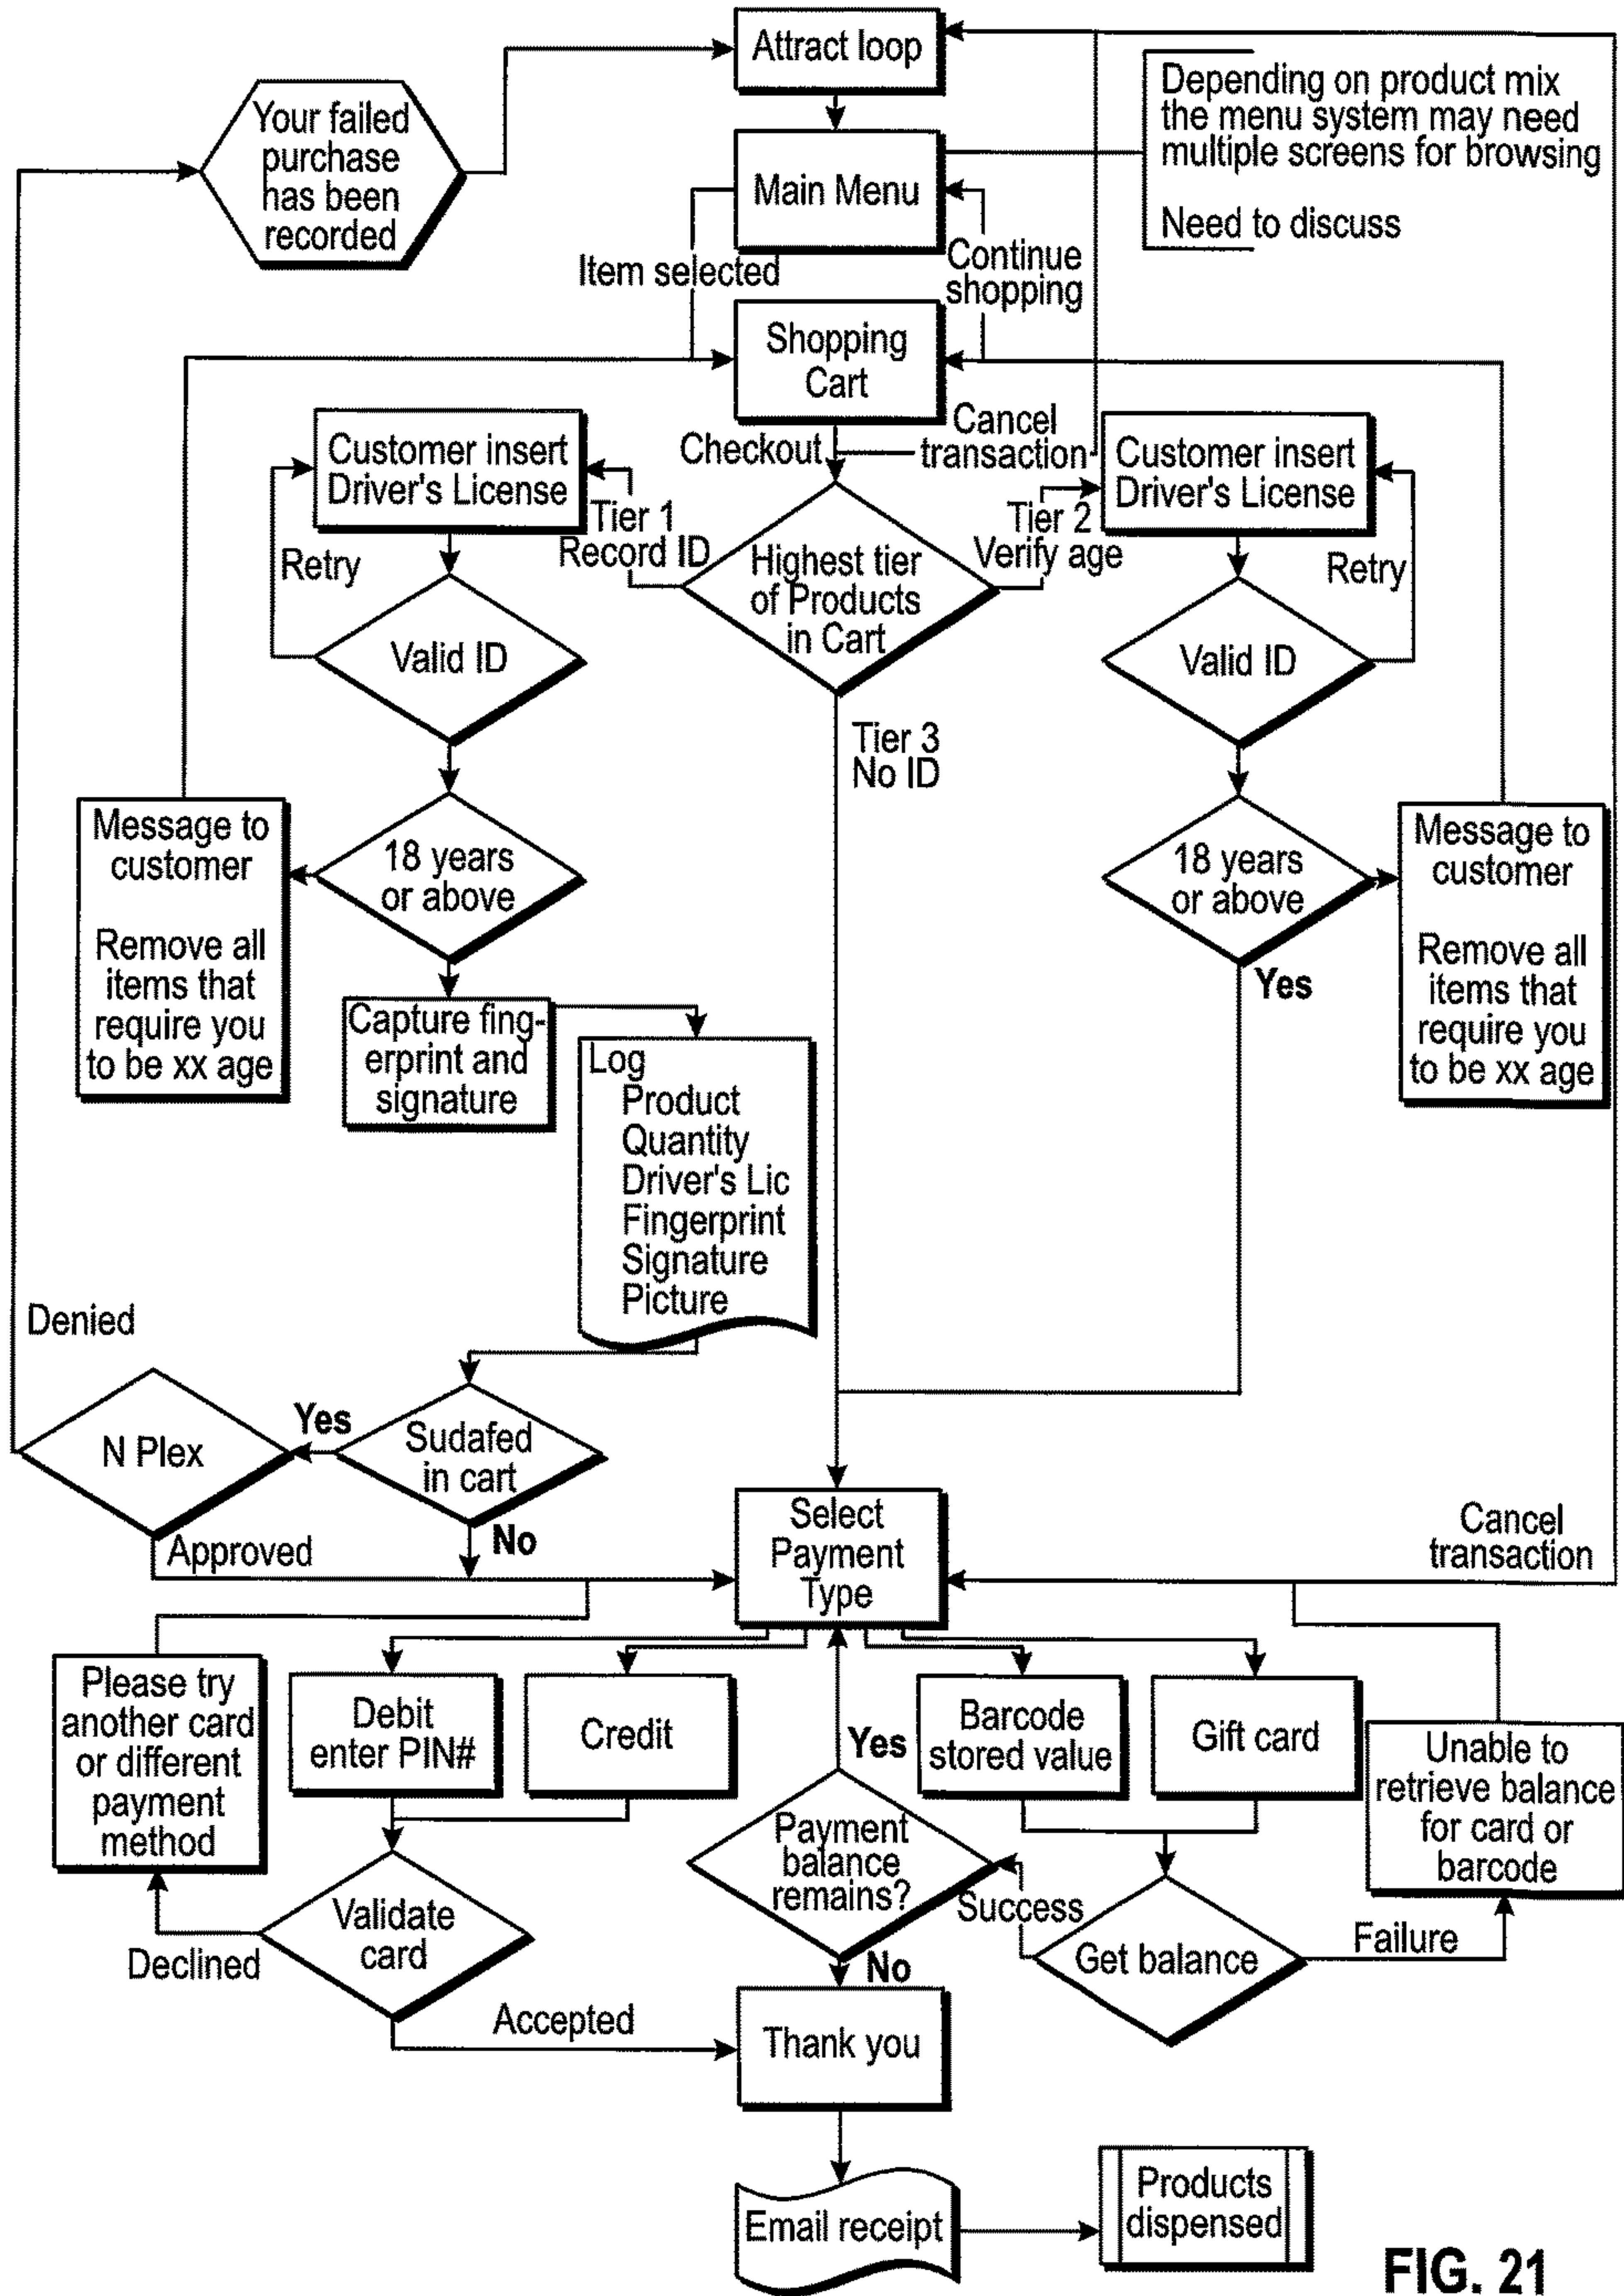 Attract loop
Depending on product mix
the menu system may need
multiple screens for browsing
Need to discuss
Your failed
purchase
has been
recorded
Main Menu
Item selected
Continue
shopping
Shopping
Cart
Checkout
Cancel
transaction
Customer insert
Driver's License
Retry
Tier 1
Record ID
Highest tier
of Products
in Cart
Tier 2
Verify age
Customer insert
Driver's License
Retry
Valid ID
Valid ID
Tier 3
No ID
Message to
customer
Remove all
items that
require you
to be xx age
18 years
or above
18 years
or above
Yes
Message to
customer
Remove all
items that
require you
to be xx age
Capture fing-
erprint and
signature
Log
Product
Quantity
Driver's Lic
Fingerprint
Signature
Picture
Denied
N Plex
Yes
Sudafed
in cart
Approved
No
Select
Payment
Type
Cancel
transaction
Please try
another card
or different
payment
method
Debit
enter PIN#
Credit
Yes
Barcode
stored value
Gift card
Unable to
retrieve balance
for card or
barcode
Payment
balance
remains?
Success
Validate
card
Declined
Get balance
Failure
No
Accepted
Thank you
Email receipt
Products
dispensed
FIG. 21